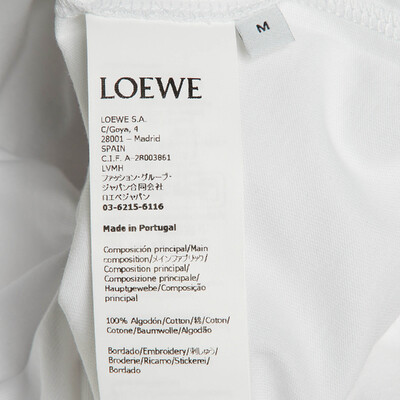 M
LOEWE
LOEWE S.A.
C/Goya, 4
28001 - Madrid
SPAIN
C.I.F. A-2R003861
LVMH
ファッション・グループ・
ジャパン合同会社
ロエベジャパン
03-6215-6116
Made in Portugal
Composición principal/Main
composition/メインファブリック/
Composition principal/
Composizione principale/
Hauptgewebe/Composição
principal
100% Algodón/Cotton/綿/Coton/
Cotone/Baumwolle/Algodão
Bordado/Embroidery/刺しゅう/
Broderie/Ricamo/Stickerei/
Bordado